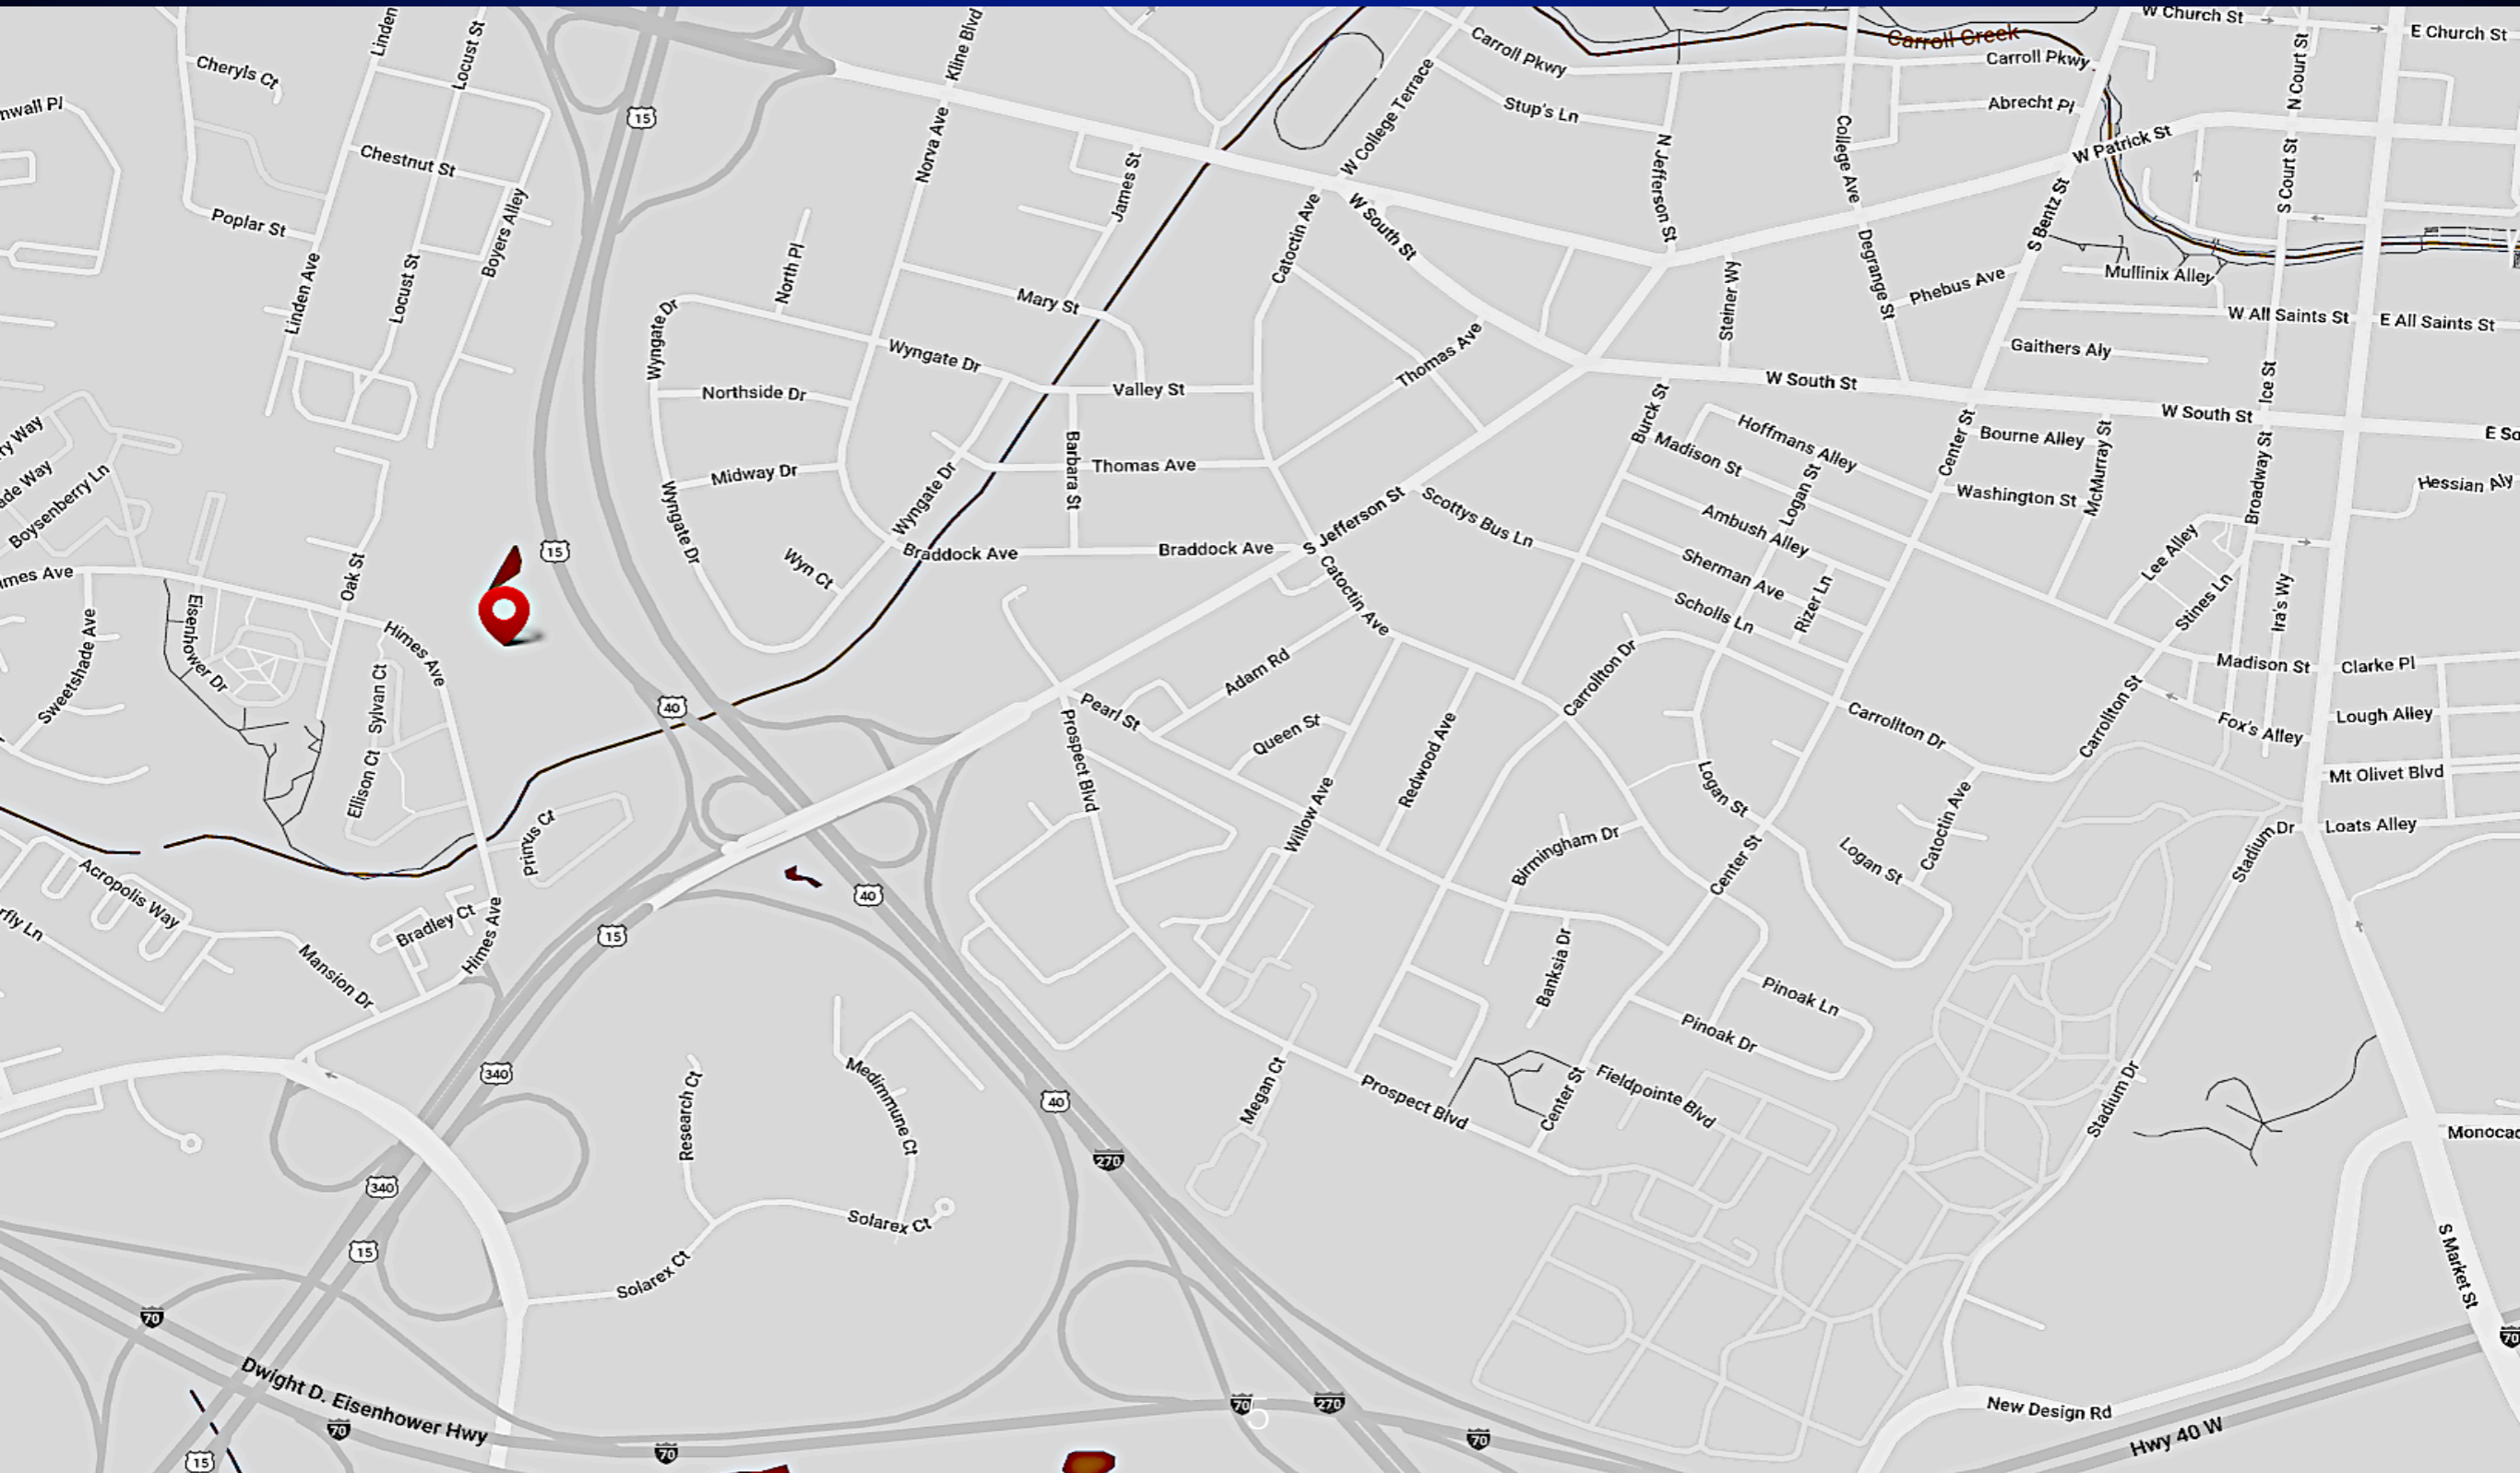 W Church St
E Church St
Linden
Locust St
Kline Blvd
Carroll Creek
Carroll Pkwy
Carroll Pkwy
N Court St
Cheryls Ct
15
Stup's Ln
Abrecht Pl
nwall Pl
Norva Ave
W College Terrace
N Jefferson St
College Ave
W Patrick St
S Court St
Chestnut St
James St
Poplar St
Boyers Alley
Catoctin Ave
W South St
S Bentz St
Linden Ave
Locust St
North Pl
Mary St
Degrange St
Phebus Ave
Mullinix Alley
Steiner Wy
W All Saints St
E All Saints St
Wyngate Dr
Wyngate Dr
Thomas Ave
Gaithers Aly
Northside Dr
Valley St
W South St
W South St
Ice St
E So
Burck St
Hoffmans Alley
Center St
Bourne Alley
McMurray St
ry Way
ade Way
Boysenberry Ln
Midway Dr
Wyngate Dr
Wyngate Dr
Thomas Ave
Barbara St
Madison St
Logan St
Washington St
Broadway St
Hessian Aly
S Jefferson St
Scottys Bus Ln
Ambush Alley
15
Braddock Ave
Braddock Ave
Wyn Ct
Sherman Ave
Rizer Ln
Scholls Ln
Lee Alley
Stines Ln
Ira's Wy
imes Ave
Oak St
Eisenhower Dr
Himes Ave
Sweetshade Ave
Sylvan Ct
Ellison Ct
Catoctin Ave
Adam Rd
Carrollton Dr
Madison St
Clarke Pl
40
Pearl St
Queen St
Prospect Blvd
Redwood Ave
Willow Ave
Carrollton Dr
Carrollton St
Fox's Alley
Lough Alley
Logan St
Mt Olivet Blvd
Primus Ct
Birmingham Dr
Center St
Logan St
Catoctin Ave
Stadium Dr
Loats Alley
Acropolis Way
rfly Ln
Bradley Ct
Himes Ave
15
40
Mansion Dr
Banksia Dr
Pinoak Ln
Pinoak Dr
340
Research Ct
Medimmune Ct
40
Megan Ct
Prospect Blvd
Center St
Fieldpointe Blvd
Stadium Dr
Monocac
340
270
Solarex Ct
Solarex Ct
15
S Market St
70
70
Dwight D. Eisenhower Hwy
70
70
70
270
70
15
New Design Rd
Hwy 40 W